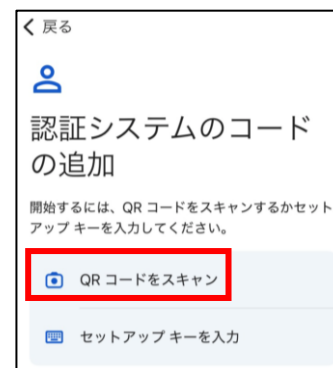 戻る
認証システムのコード
の追加
開始するには、QR コードをスキャンするかセット
アップ キーを入力してください。
QR コードをスキャン
セットアップ キーを入力